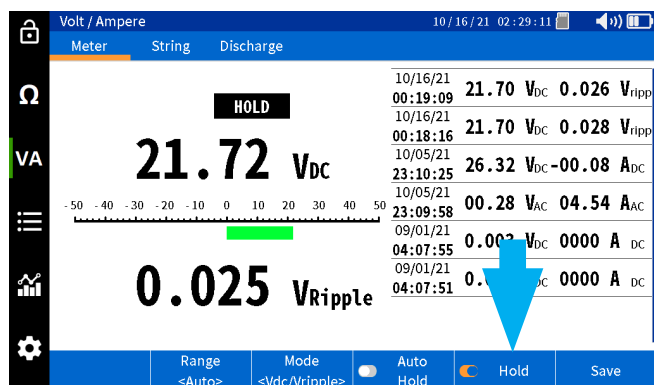 Volt / Ampere 10/16/21 02:29:11
Meter String Discharge
Ω
VA
HOLD
21.72 VDC
-50 -40 -30 -20 -10 0 10 20 30 40 50
0.025 VRipple
10/16/21
00:19:09 21.70 VDC 0.026 Vripp
10/16/21
00:18:16 21.70 VDC 0.028 Vripp
10/05/21
23:10:25 26.32 VDC -00.08 ADC
10/05/21
23:09:58 00.28 VAC 04.54 AAC
09/01/21
04:07:55 VDC 0000 A DC
09/01/21
04:07:51 0000 A DC
Range
<Auto>
Mode
<Vdc/Vripple>
Auto
Hold
Hold
Save